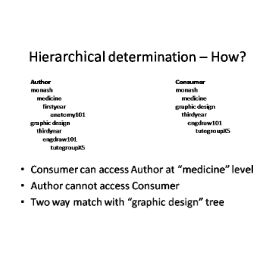 Hierarchical determination – How?
Author
monash
medicine
firstyear
anatomy101
graphic design
thirdyear
engdraw101
tutegroupX5
Consumer
monash
medicine
graphic design
thirdyear
engdraw101
tutegroupX5
• Consumer can access Author at "medicine" level
• Author cannot access Consumer
• Two way match with "graphic design" tree